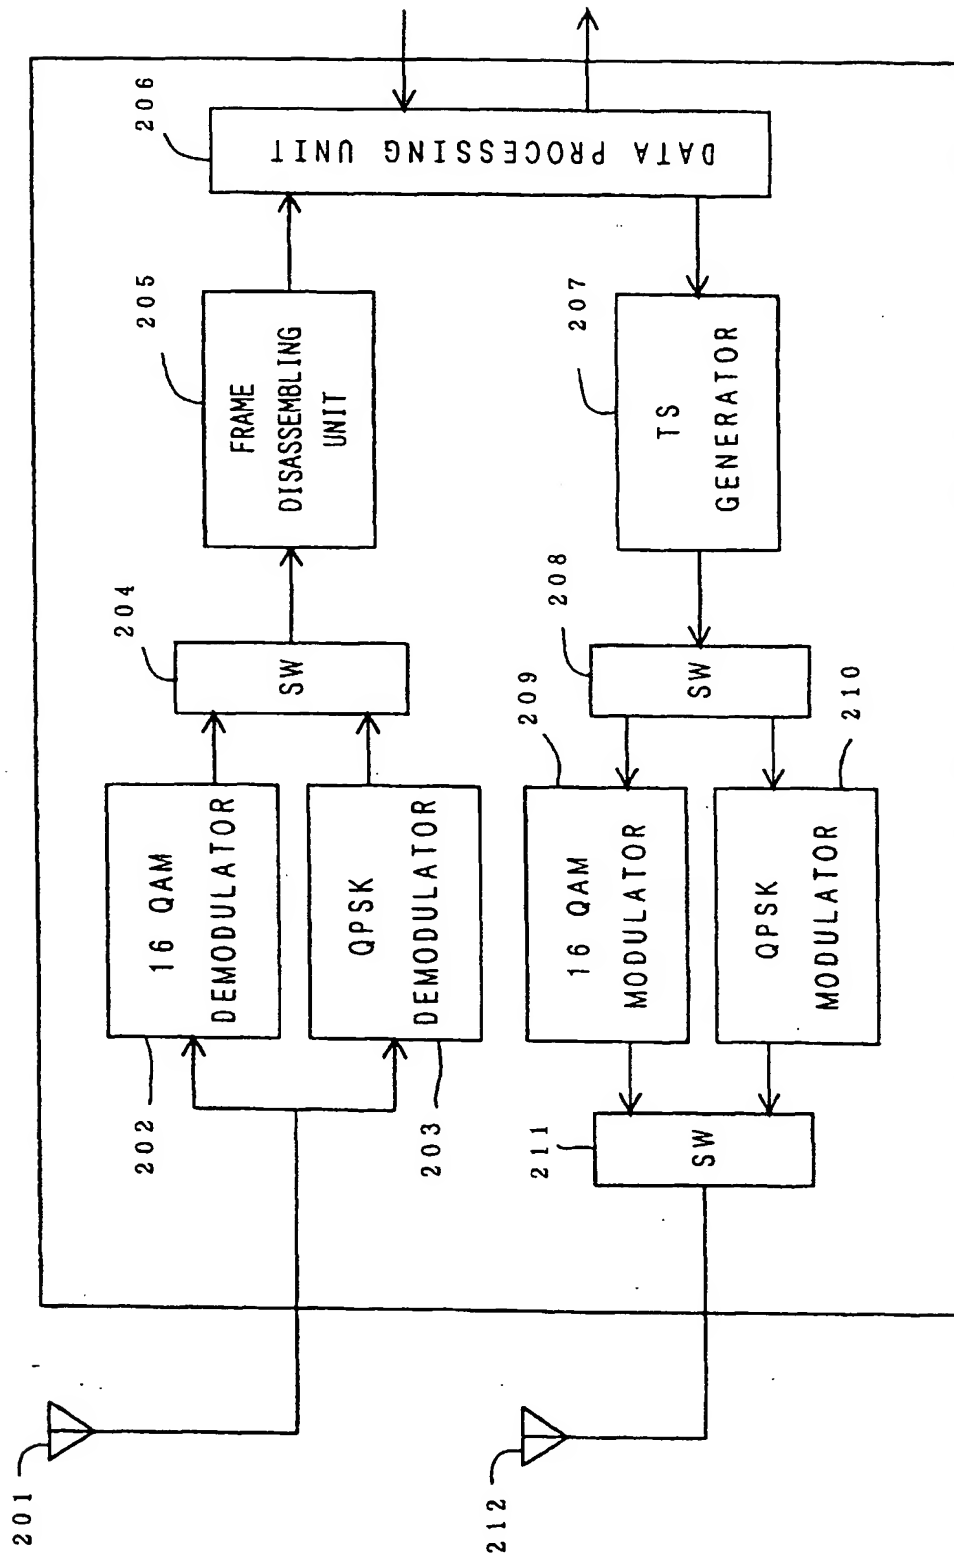 201
202
16 QAM
DEMODULATOR
203
QPSK
DEMODULATOR
204
SW
205
FRAME
DISASSEMBLING
UNIT
206
DATA PROCESSING UNIT
207
TS
GENERATOR
208
SW
209
16 QAM
MODULATOR
210
QPSK
MODULATOR
211
SW
212